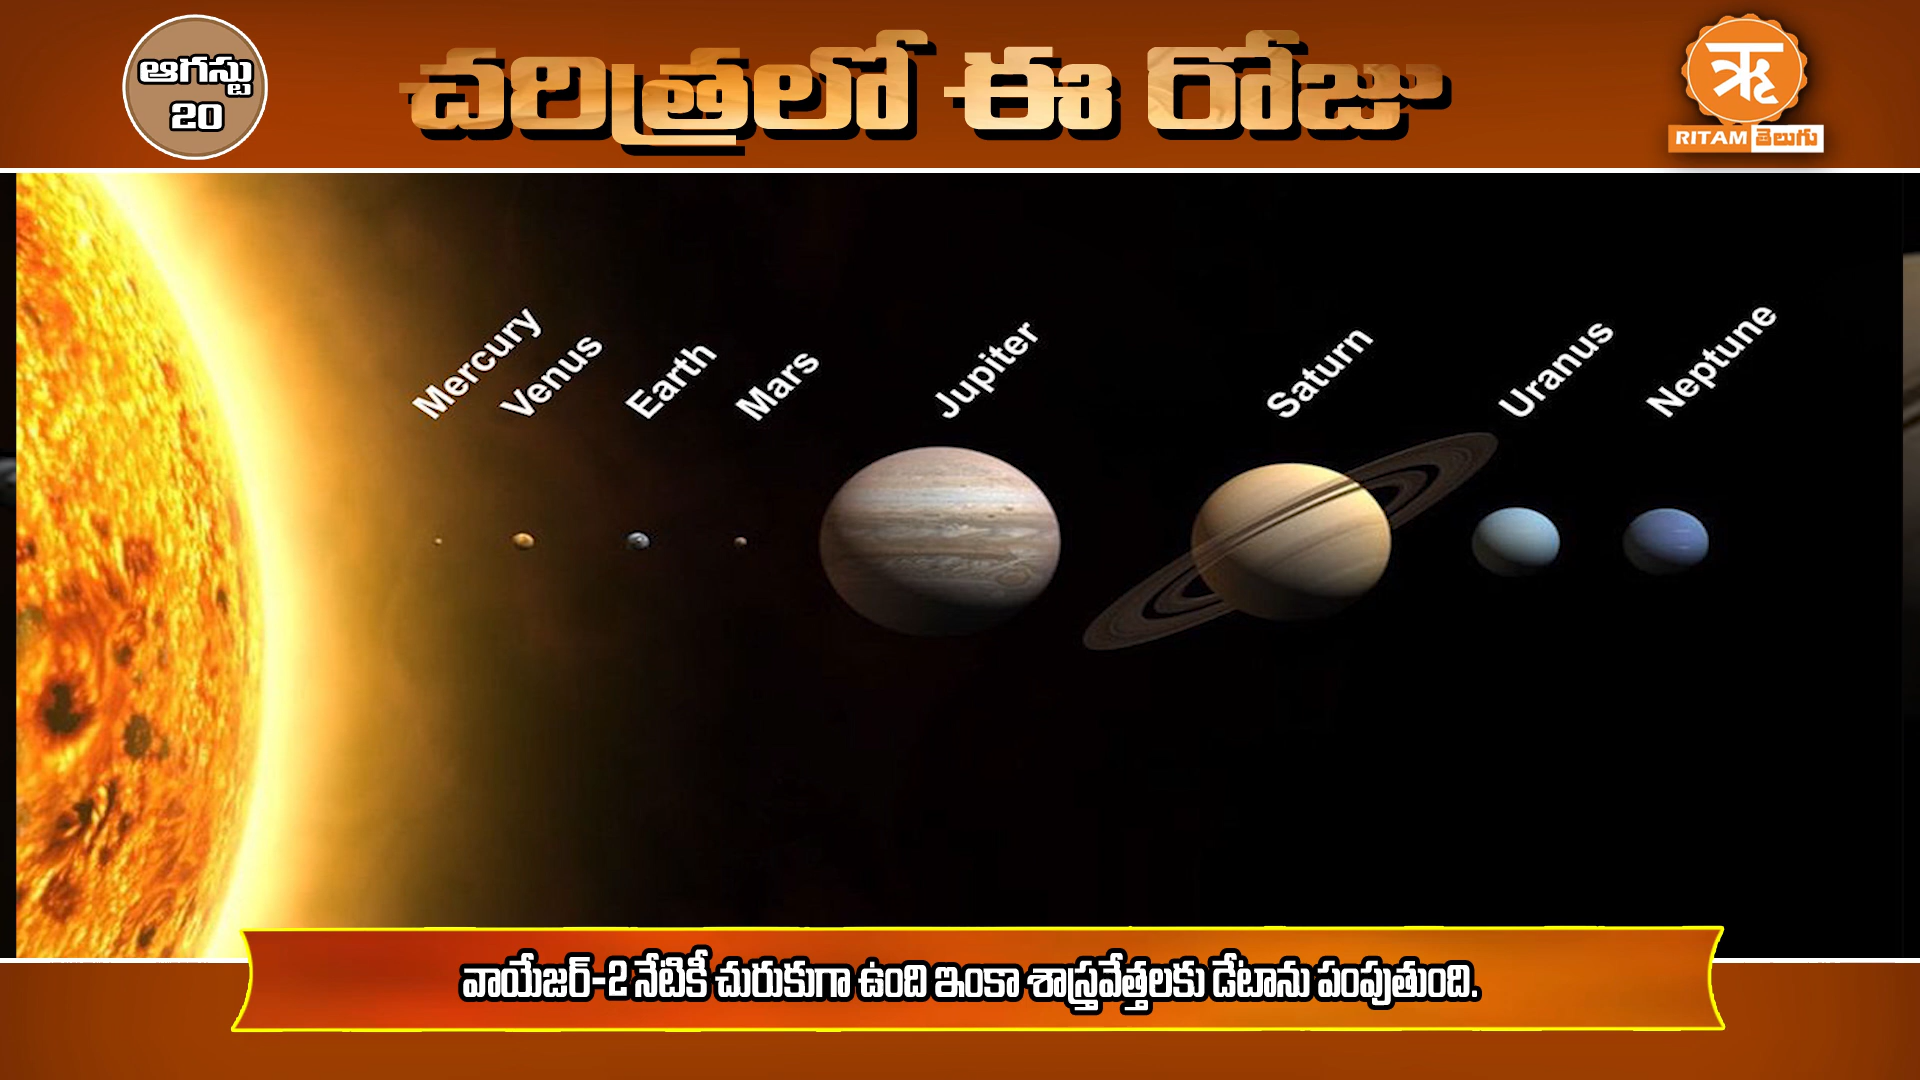 ఆగస్టు
20
చరిత్రలో ఈ రోజు
ऋ
RITAM తెలుగు
Mercury
Venus
Earth
Mars
Jupiter
Saturn
Uranus
Neptune
వాయేజర్-2 నేటికీ చురుకుగా ఉంది ఇంకా శాస్త్రవేత్తలకు డేటాను పంపుతుంది.